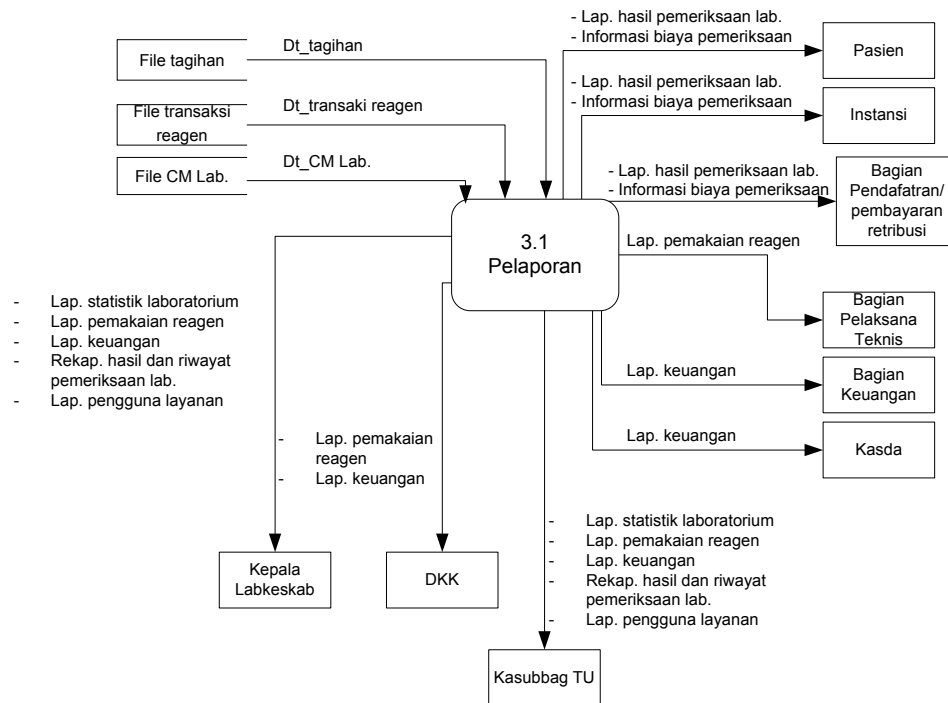 - Lap. hasil pemeriksaan lab.
- Informasi biaya pemeriksaan
File tagihan
Dt_tagihan
Pasien
- Lap. hasil pemeriksaan lab.
- Informasi biaya pemeriksaan
File transaksi
reagen
Dt_transaki reagen
Instansi
File CM Lab.
Dt_CM Lab.
- Lap. hasil pemeriksaan lab.
- Informasi biaya pemeriksaan
Bagian
Pendafatran/
pembayaran
retribusi
3.1
Pelaporan
Lap. pemakaian reagen
Bagian
Pelaksana
Teknis
- Lap. statistik laboratorium
- Lap. pemakaian reagen
- Lap. keuangan
- Rekap. hasil dan riwayat
pemeriksaan lab.
- Lap. pengguna layanan
Lap. keuangan
Bagian
Keuangan
Lap. keuangan
Kasda
- Lap. pemakaian
reagen
- Lap. keuangan
- Lap. statistik laboratorium
- Lap. pemakaian reagen
- Lap. keuangan
- Rekap. hasil dan riwayat
pemeriksaan lab.
- Lap. pengguna layanan
Kepala
Labkeskab
DKK
Kasubbag TU